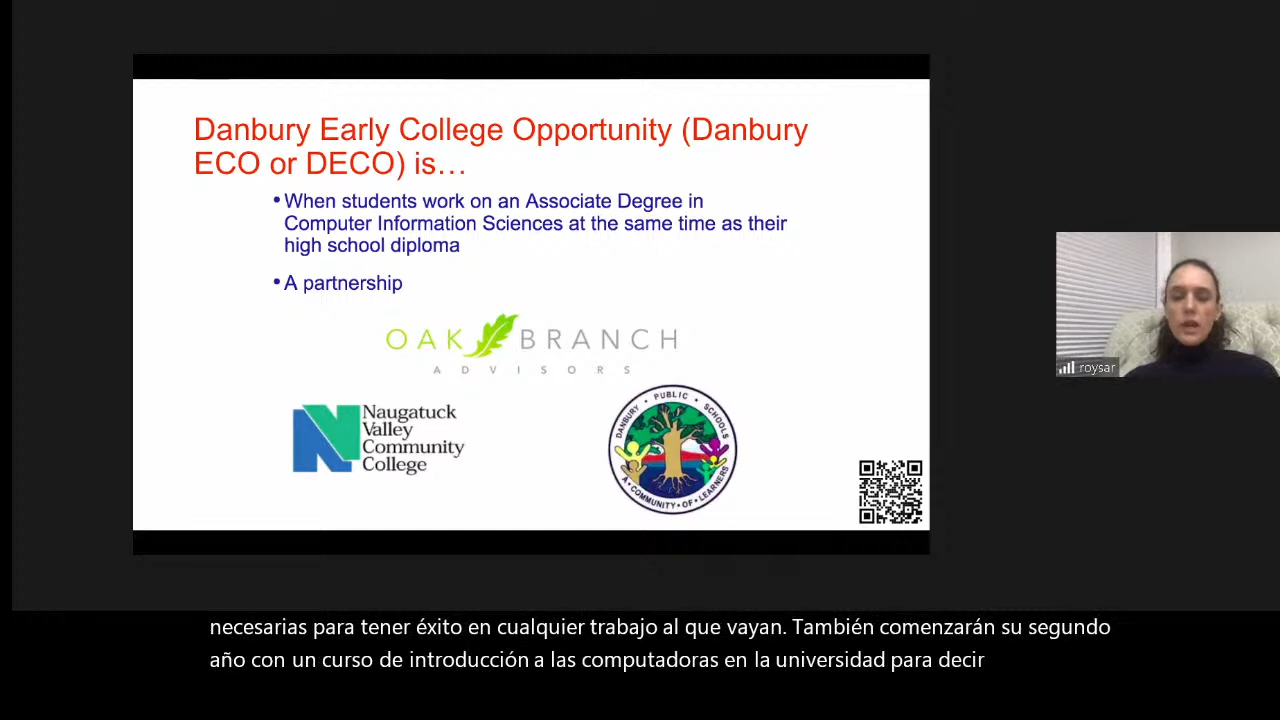 Danbury Early College Opportunity (Danbury
ECO or DECO) is…
• When students work on an Associate Degree in
Computer Information Sciences at the same time as their
high school diploma
• A partnership
OAK BRANCH
ADVISORS
Naugatuck
Valley
Community
College
DANBURY • PUBLIC • SCHOOLS
A • COMMUNITY • OF • LEARNERS
roysar
necesarias para tener éxito en cualquier trabajo al que vayan. También comenzarán su segundo
año con un curso de introducción a las computadoras en la universidad para decir